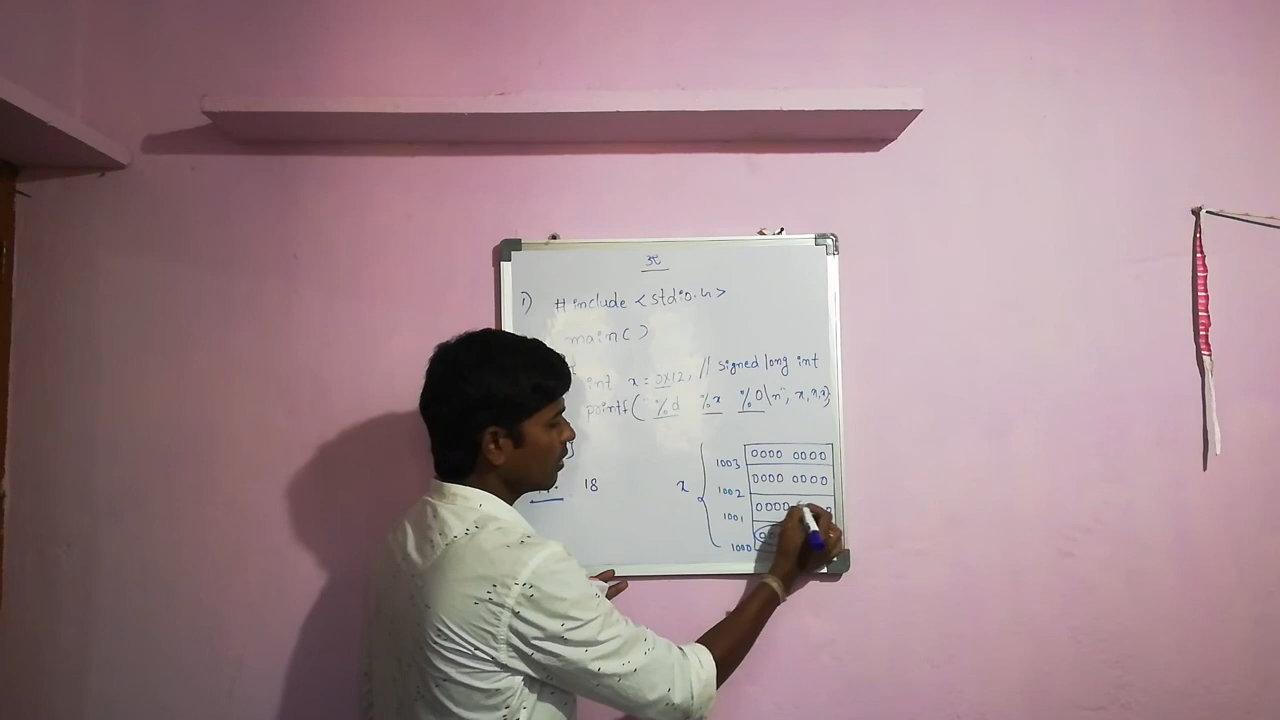 1) #include <stdio.h>
main()
int x = 0x12, // signed long int
pointf(" %d %x %O\n", x,x,x);
18
x
1003 0000 0000
1002 0000 0000
1001 0000
1000